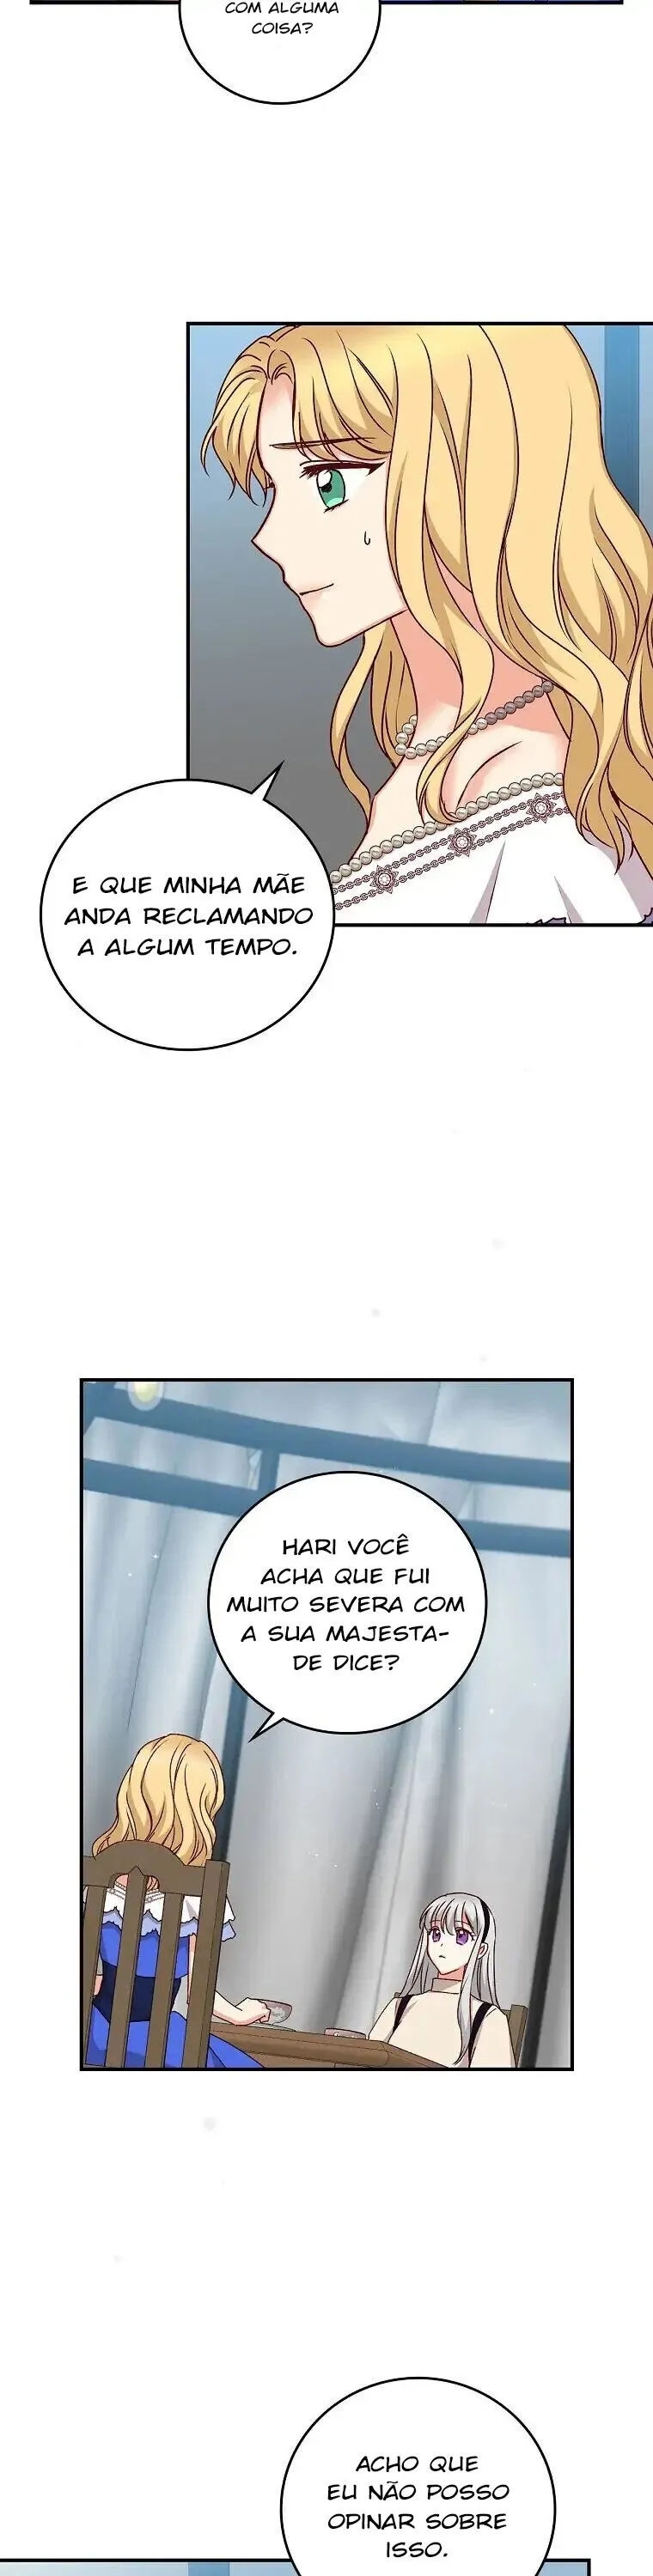 COM ALGUMA
COISA?
E QUE MINHA MÃE
ANDA RECLAMANDO
A ALGUM TEMPO.
HARI VOCÊ
ACHA QUE FUI
MUITO SEVERA COM
A SUA MAJESTA-
DE DICE?
ACHO QUE
EU NÃO POSSO
OPINAR SOBRE
ISSO.